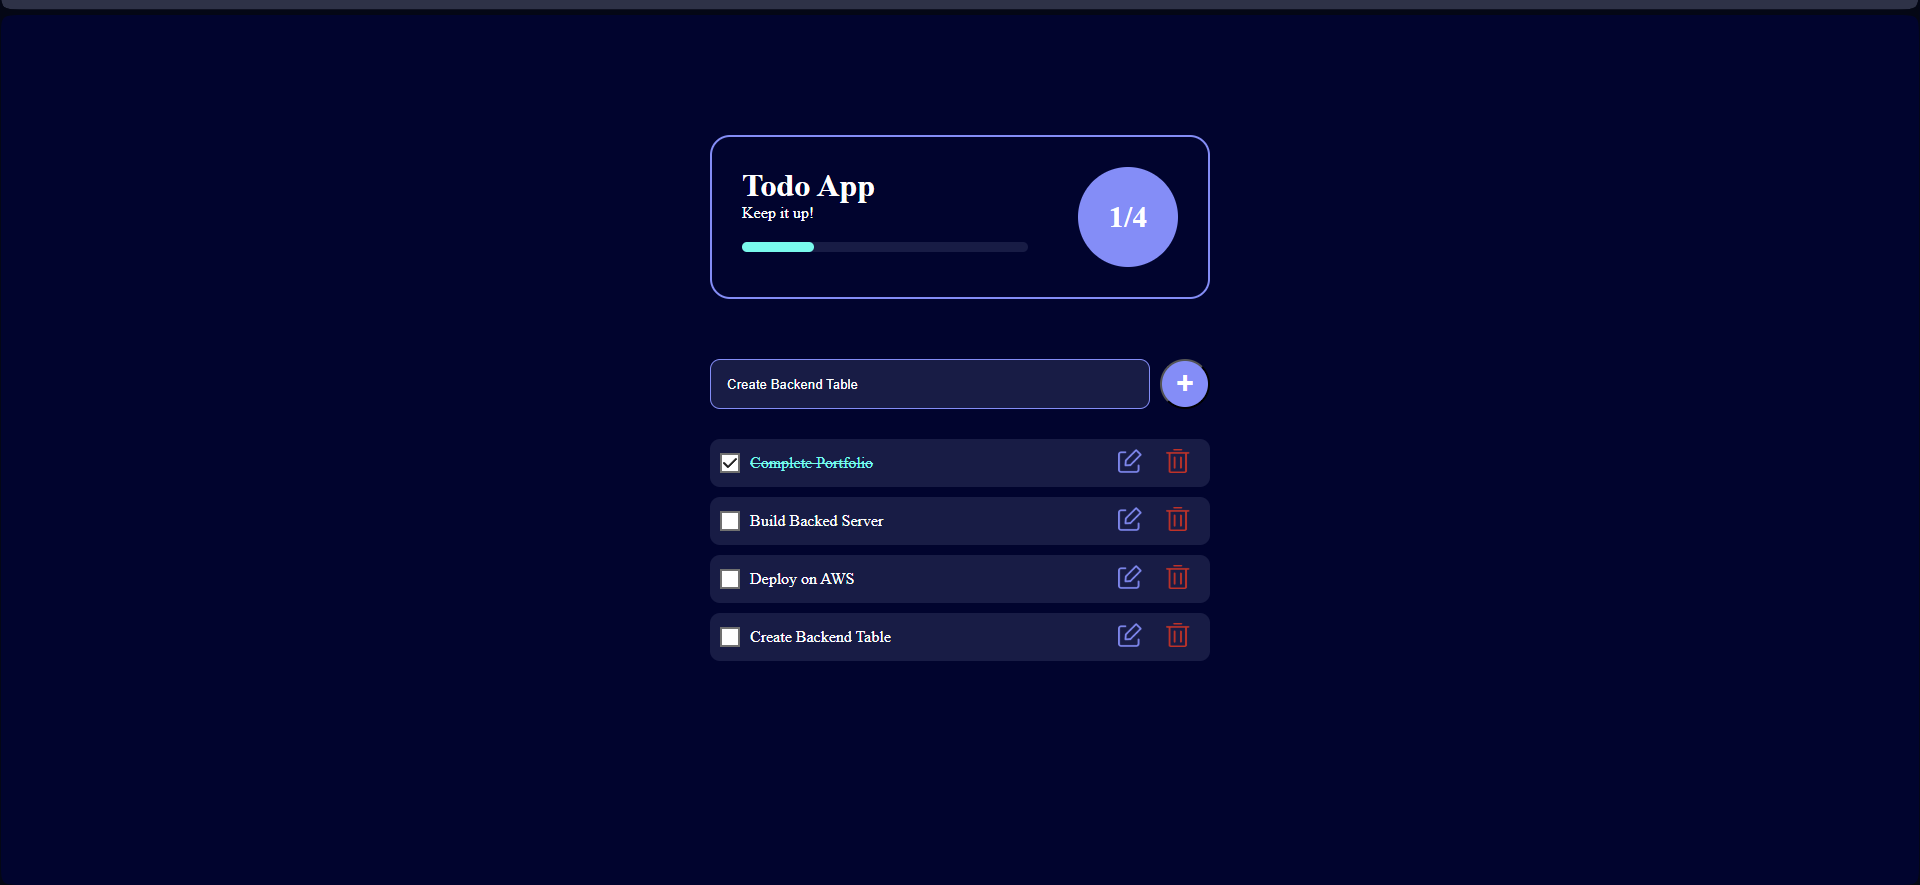 Todo App
Keep it up!
1/4
Create Backend Table
+
Complete Portfolio
Build Backed Server
Deploy on AWS
Create Backend Table